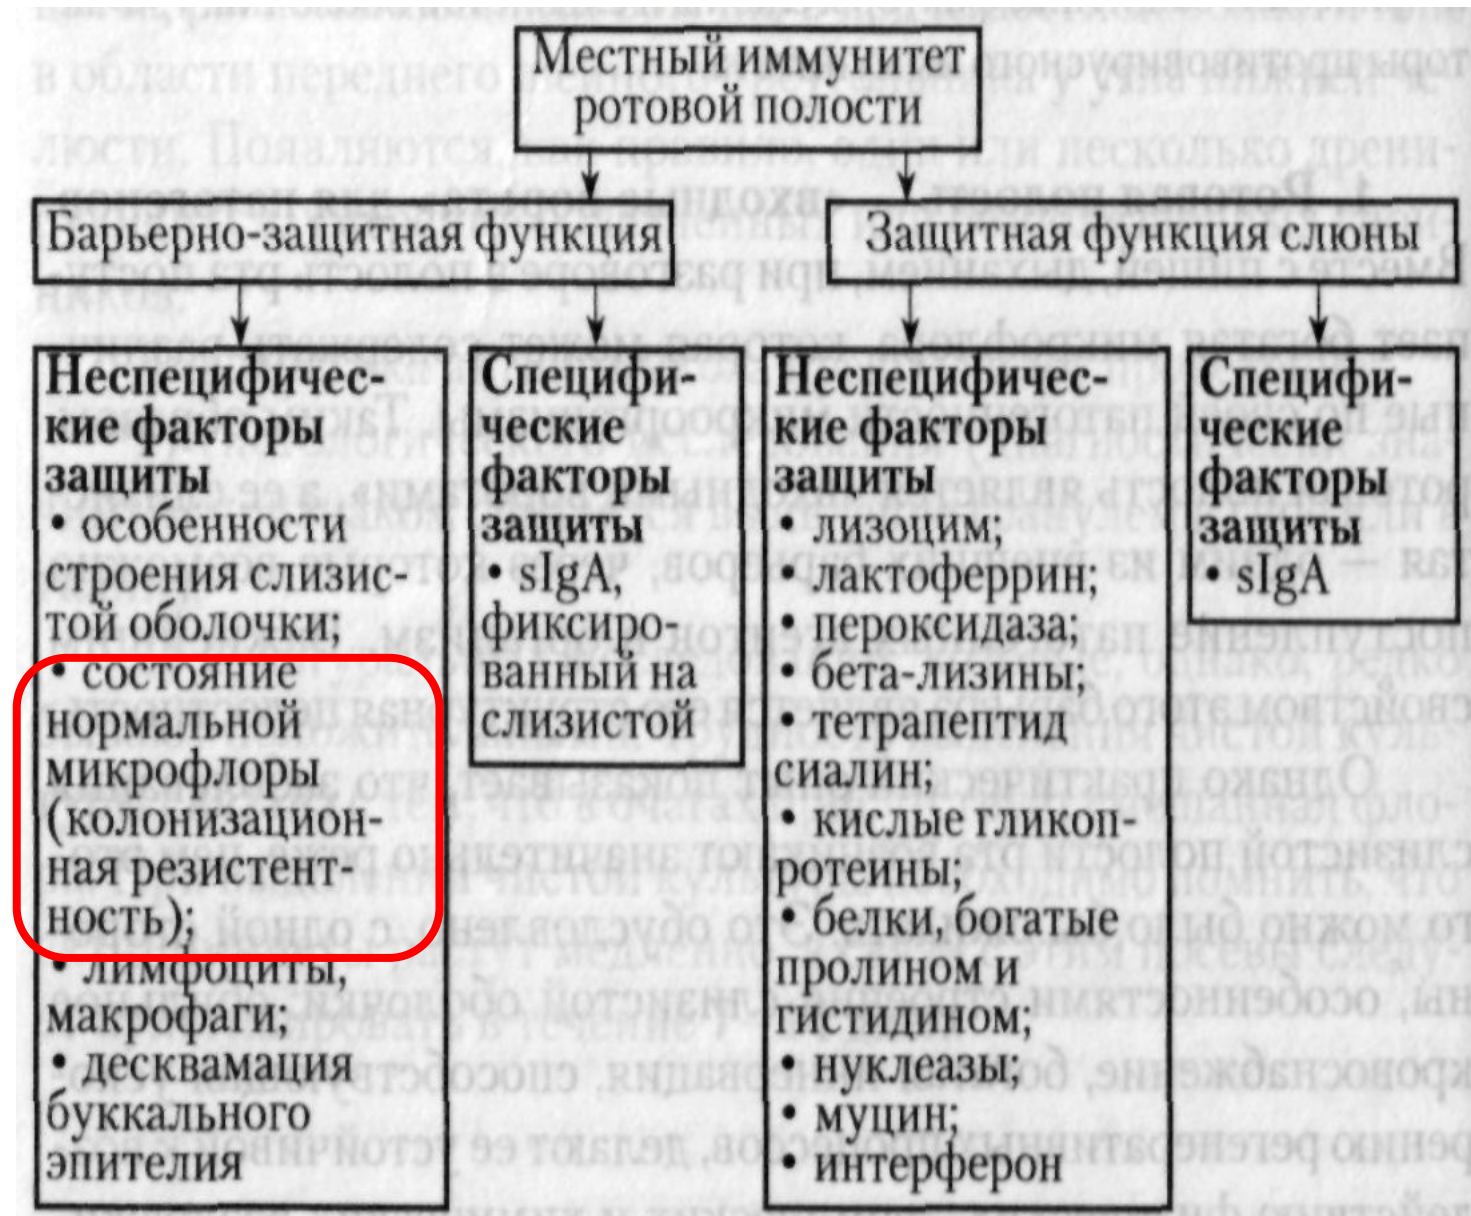 Местный иммунитет
ротовой полости
Барьерно-защитная функция
Защитная функция слюны
Неспецифичес-
кие факторы
защиты
• особенности
строения слизис-
той оболочки;
• состояние
нормальной
микрофлоры
(колонизацион-
ная резистент-
ность);
• лимфоциты,
макрофаги;
• десквамация
буккального
эпителия
Специфи-
ческие
факторы
защиты
• sIgA,
фиксиро-
ванный на
слизистой
Неспецифичес-
кие факторы
защиты
• лизоцим;
• лактоферрин;
• пероксидаза;
• бета-лизины;
• тетрапептид
сиалин;
• кислые гликоп-
ротеины;
• белки, богатые
пролином и
гистидином;
• нуклеазы;
• муцин;
• интерферон
Специфи-
ческие
факторы
защиты
• sIgA